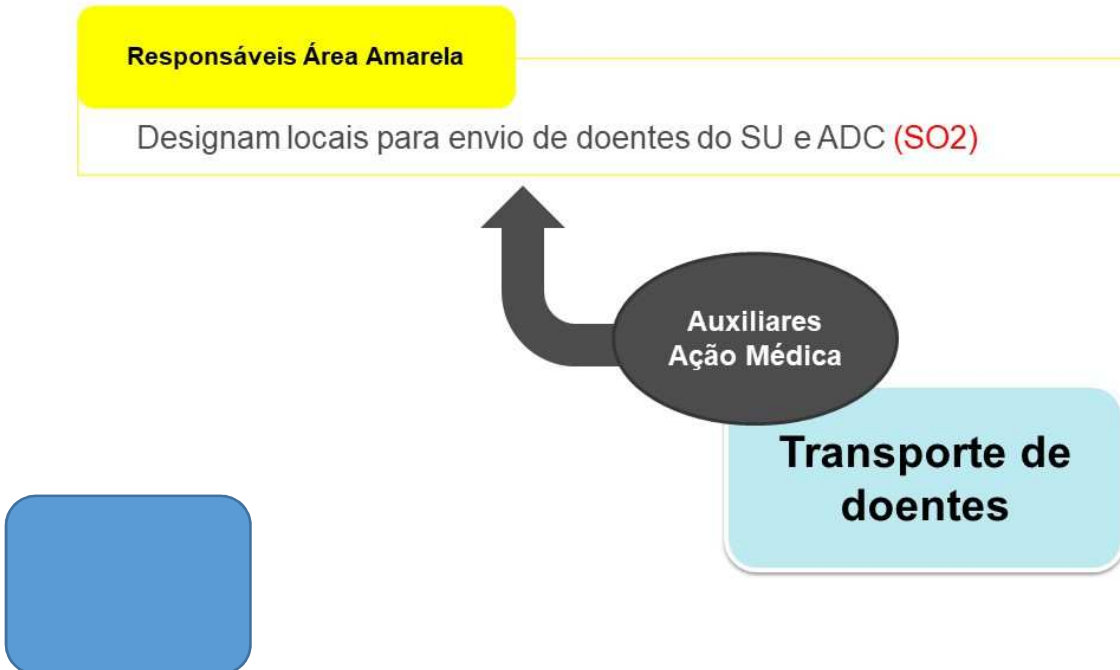 Responsáveis Área Amarela
Designam locais para envio de doentes do SU e ADC (SO2)
Auxiliares
Ação Médica
Transporte de
doentes